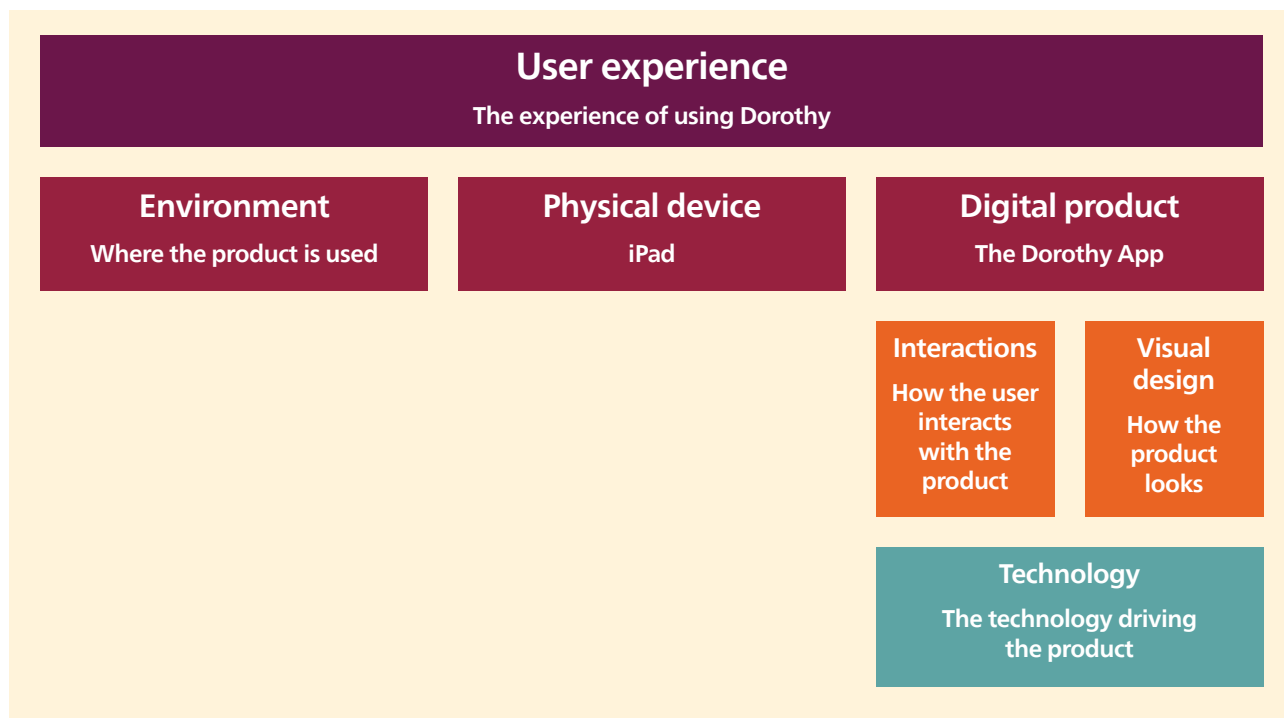 User experience
The experience of using Dorothy
Environment
Where the product is used
Physical device
iPad
Digital product
The Dorothy App
Interactions
How the user
interacts
with the
product
Visual
design
How the
product
looks
Technology
The technology driving
the product